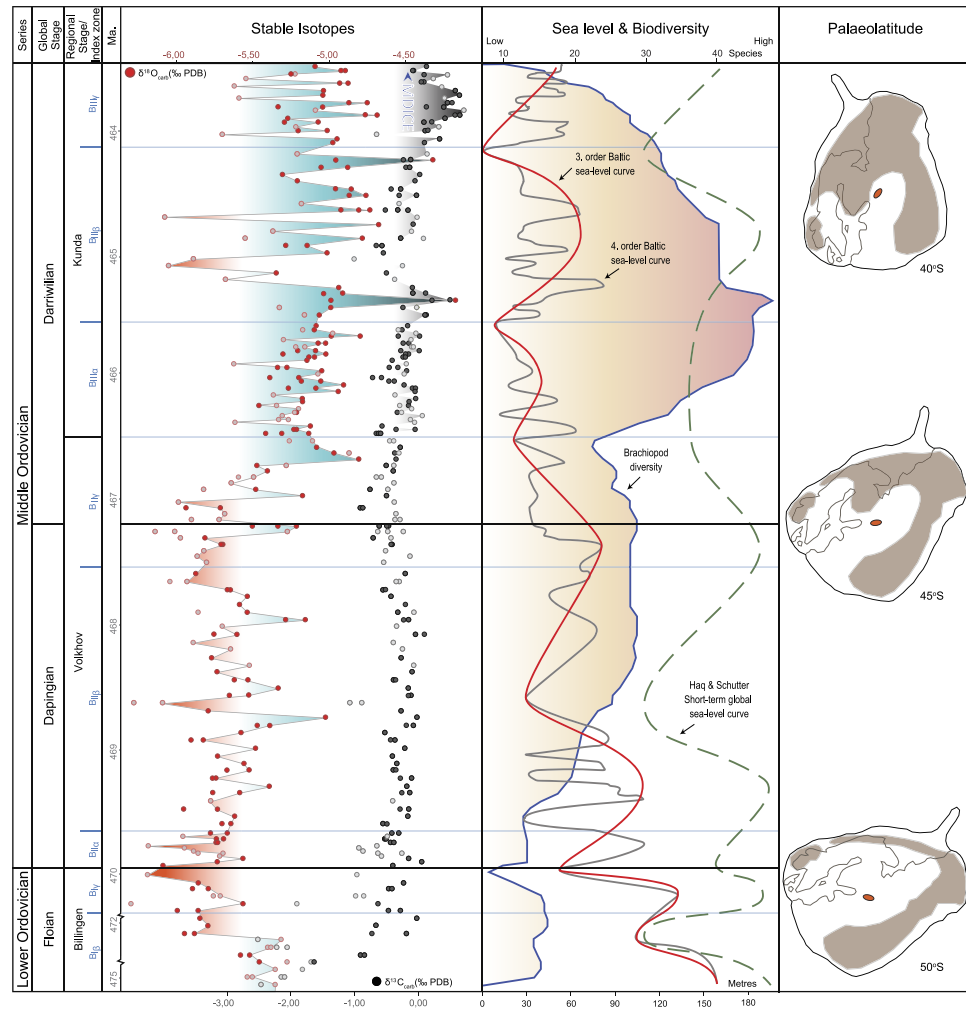 Series
Global
Stage
Regional
Stage/
Index zone
Ma.
Stable Isotopes
Sea level & Biodiversity
Palaeolatitude
-6,00
-5,00
-4,50
Low
High
10
20
30
40
Species
δ¹⁸Ocarb(‰ PDB)
MDICE
BIIIγ
464
3, order Baltic
sea-level curve
40°S
Kunda
BIIIβ
465
4, order Baltic
sea-level curve
Darriwilian
BIIIα
466
Middle Ordovician
Brachiopod
diversity
BIIγ
467
45°S
Volkhov
468
Dapingian
BIIβ
Haq & Schutter
Short-term global
sea-level curve
469
BIIα
470
Lower Ordovician
Floian
Billingen
BIγ
472
BIβ
475
50°S
δ¹³Ccarb(‰ PDB)
Metres
-3,00
-2,00
-1,00
0,00
0
30
60
90
120
150
180